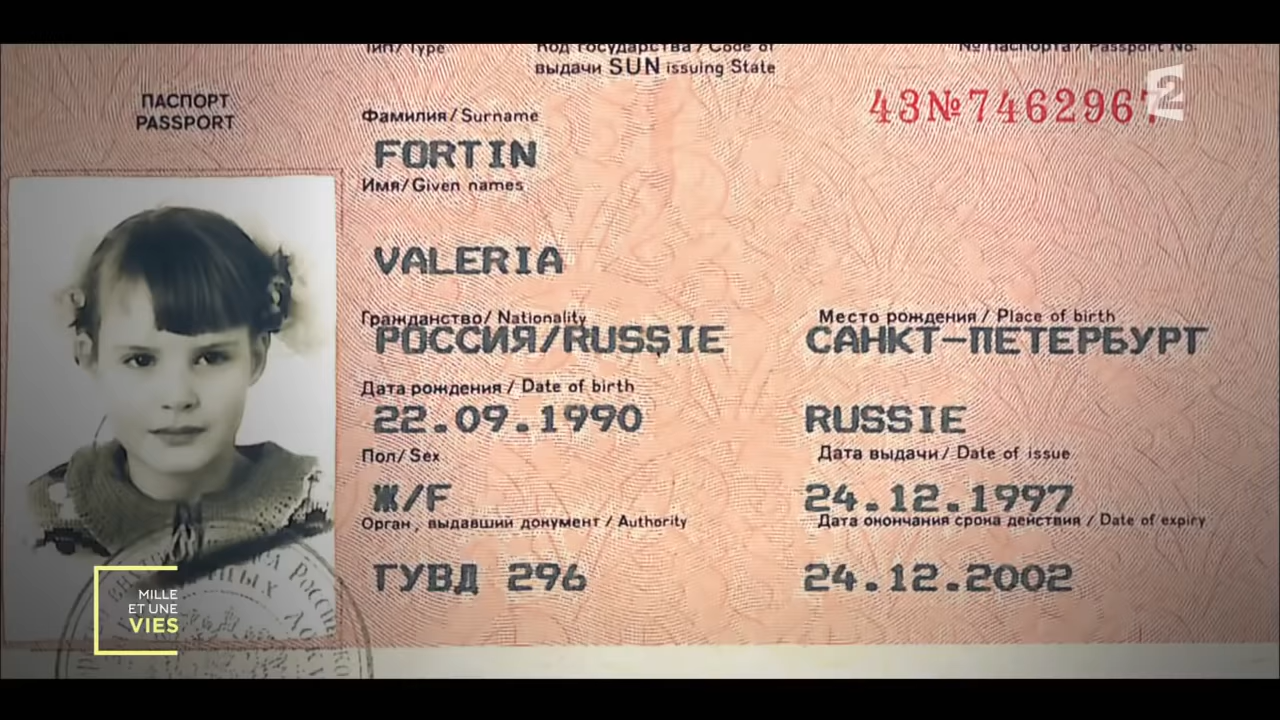 Тип/Type
Код государства/Code of
№ паспорта/Passport No.
выдачи SUN issuing State
ПАСПОРТ
PASSPORT
43№746296
2
Фамилия/Surname
FORTIN
Имя/Given names
VALERIA
Гражданство/Nationality
РОССИЯ/RUSSIE
Место рождения / Place of birth
САНКТ-ПЕТЕРБУРГ
Дата рождения / Date of birth
22.09.1990
RUSSIE
Пол/Sex
Дата выдачи/ Date of issue
Ж/F
24.12.1997
Орган, выдавший документ / Authority
Дата окончания срока действия / Date of expiry
ГУВД 296
24.12.2002
MILLE
ET UNE
VIES